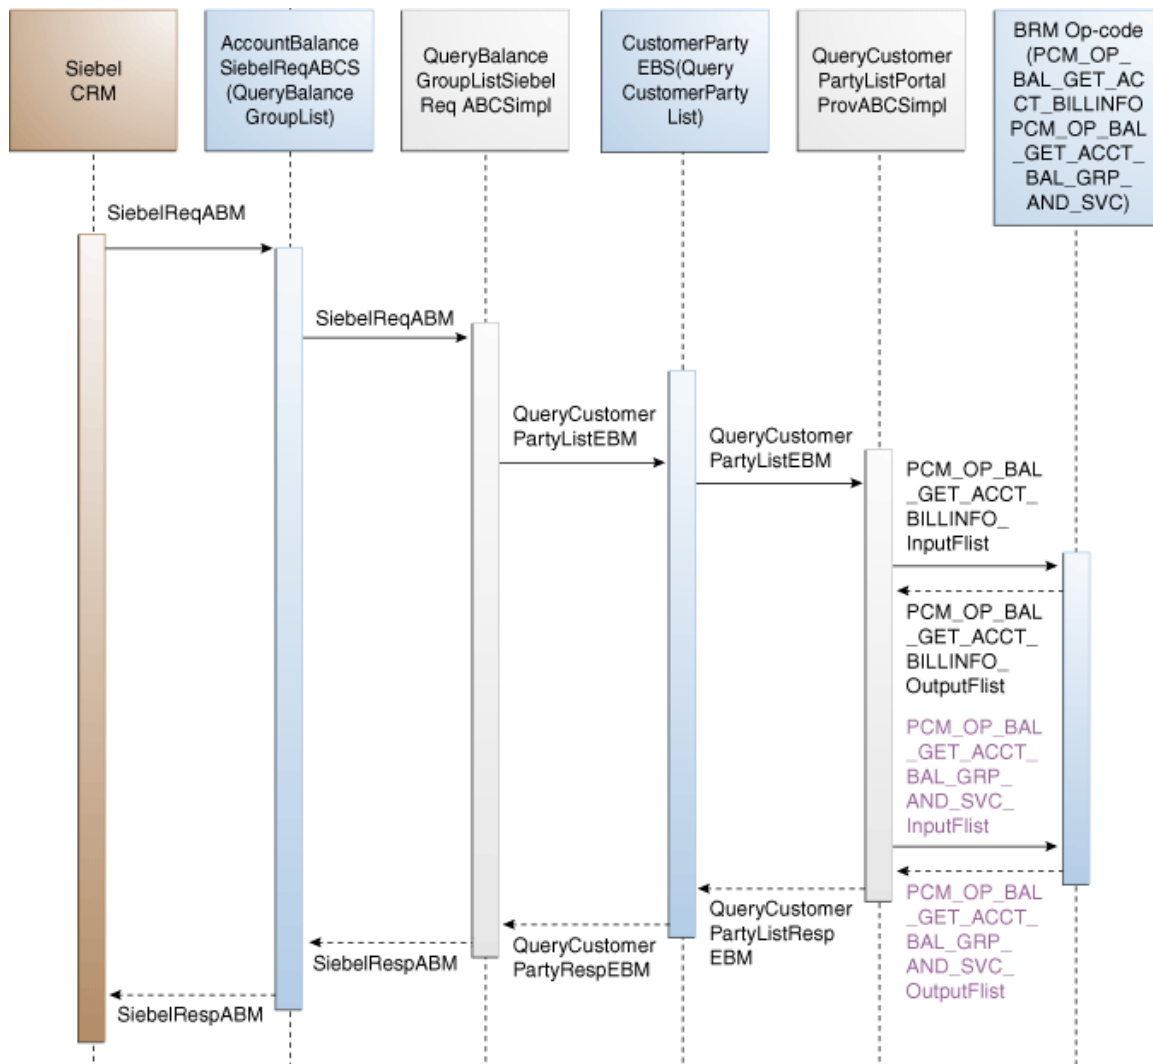 Siebel
CRM
AccountBalance
SiebelReqABCS
(QueryBalance
GroupList)
QueryBalance
GroupListSiebel
Req ABCSimpl
CustomerParty
EBS(Query
CustomerParty
List)
QueryCustomer
PartyListPortal
ProvABCSimpl
BRM Op-code
(PCM_OP_
BAL_GET_AC
CT_BILLINFO
PCM_OP_BAL
_GET_ACCT_
BAL_GRP_
AND_SVC)
SiebelReqABM
SiebelReqABM
QueryCustomer
PartyListEBM
QueryCustomer
PartyListEBM
PCM_OP_BAL
_GET_ACCT_
BILLINFO_
InputFlist
PCM_OP_BAL
_GET_ACCT_
BILLINFO_
OutputFlist
PCM_OP_BAL
_GET_ACCT_
BAL_GRP_
AND_SVC_
InputFlist
PCM_OP_BAL
_GET_ACCT_
BAL_GRP_
AND_SVC_
OutputFlist
QueryCustomer
PartyListResp
EBM
QueryCustomer
PartyRespEBM
SiebelRespABM
SiebelRespABM